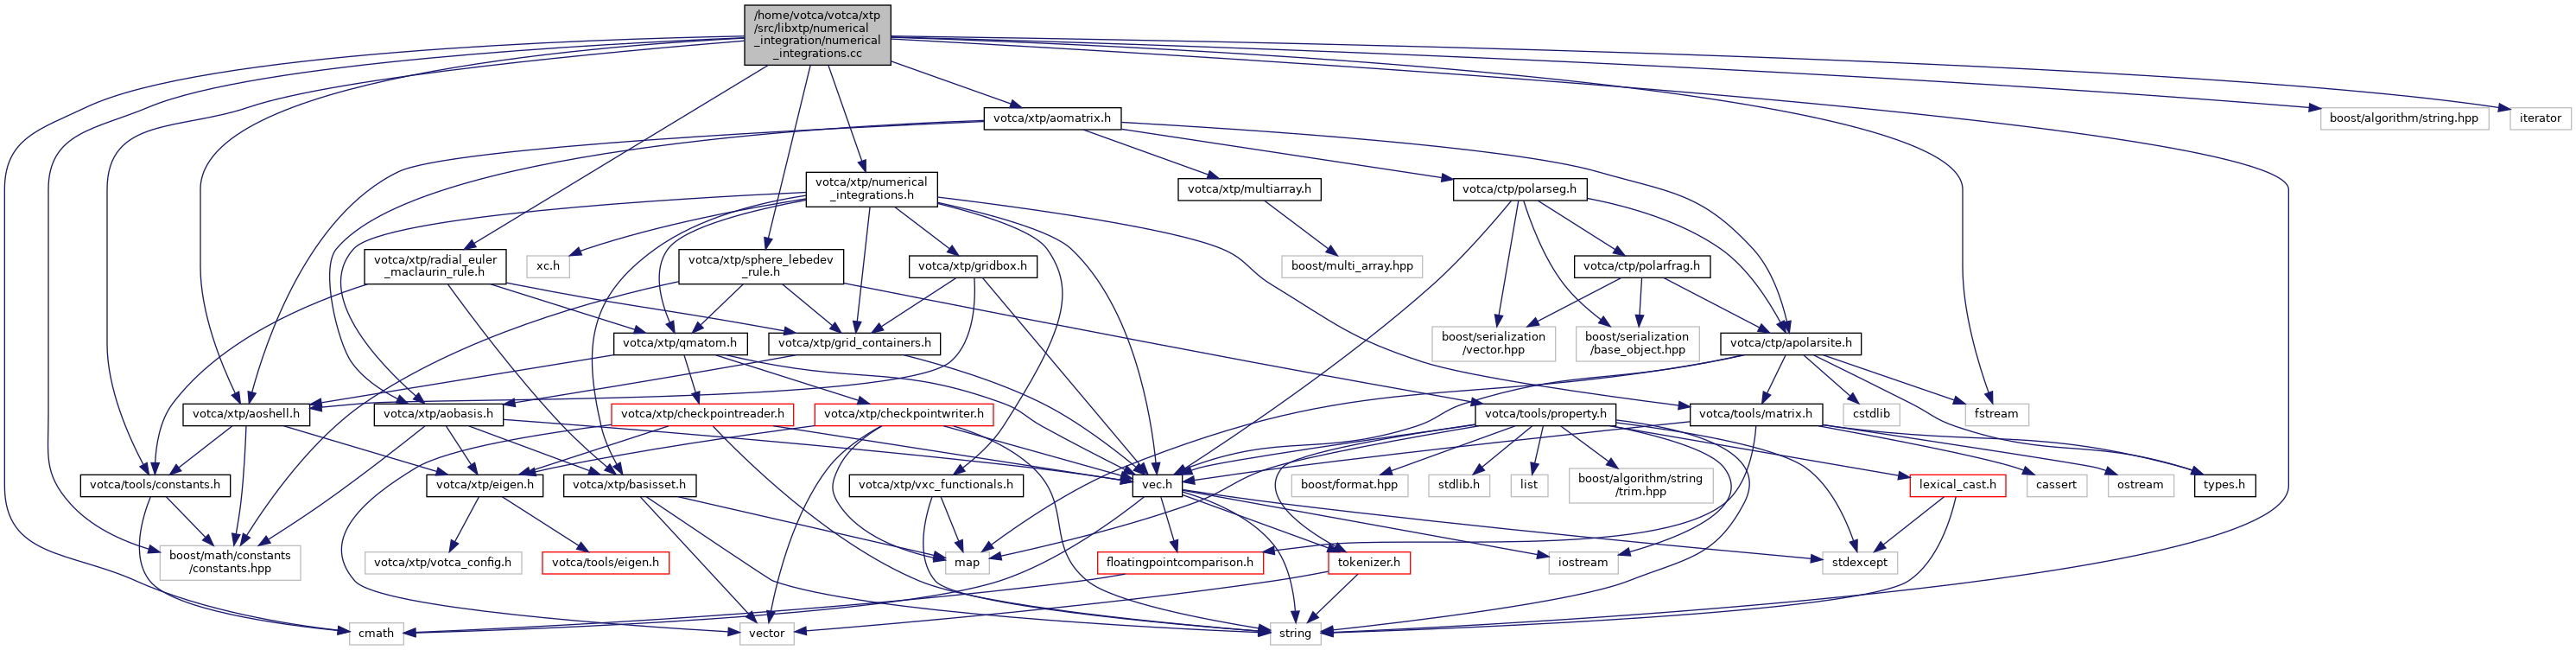 /home/votca/votca/xtp
/src/libxtp/numerical
_integration/numerical
_integrations.cc
votca/xtp/aomatrix.h
boost/algorithm/string.hpp
iterator
votca/xtp/numerical
_integrations.h
votca/xtp/multiarray.h
votca/ctp/polarseg.h
votca/xtp/radial_euler
_maclaurin_rule.h
xc.h
votca/xtp/sphere_lebedev
_rule.h
votca/xtp/gridbox.h
boost/multi_array.hpp
votca/ctp/polarfrag.h
votca/xtp/qmatom.h
votca/xtp/grid_containers.h
boost/serialization
/vector.hpp
boost/serialization
/base_object.hpp
votca/ctp/apolarsite.h
votca/xtp/aoshell.h
votca/xtp/aobasis.h
votca/xtp/checkpointreader.h
votca/xtp/checkpointwriter.h
votca/tools/property.h
votca/tools/matrix.h
cstdlib
fstream
votca/tools/constants.h
votca/xtp/eigen.h
votca/xtp/basisset.h
votca/xtp/vxc_functionals.h
vec.h
boost/format.hpp
stdlib.h
list
boost/algorithm/string
/trim.hpp
lexical_cast.h
cassert
ostream
types.h
boost/math/constants
/constants.hpp
votca/xtp/votca_config.h
votca/tools/eigen.h
map
floatingpointcomparison.h
tokenizer.h
iostream
stdexcept
cmath
vector
string